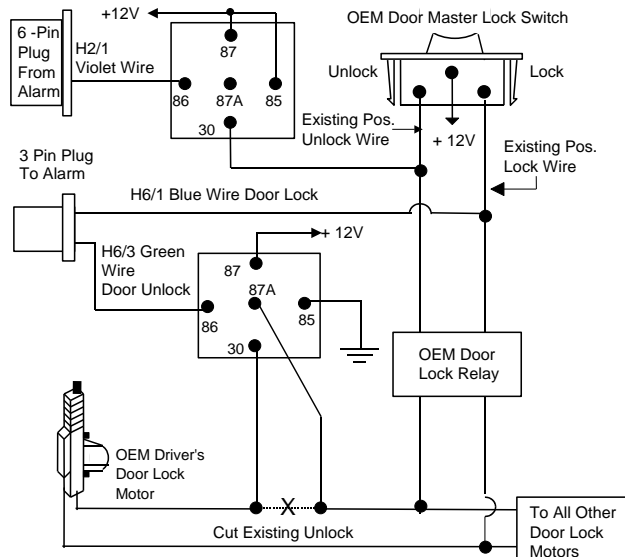 6 -Pin
Plug
From
Alarm
H2/1
Violet Wire
+12V
87
86
87A
85
30
OEM Door Master Lock Switch
Unlock
Lock
Existing Pos.
Unlock Wire
+ 12V
Existing Pos.
Lock Wire
3 Pin Plug
To Alarm
H6/1 Blue Wire Door Lock
H6/3 Green
Wire
Door Unlock
+ 12V
87
87A
86
85
30
OEM Door
Lock Relay
OEM Driver's
Door Lock
Motor
X
Cut Existing Unlock
To All Other
Door Lock
Motors